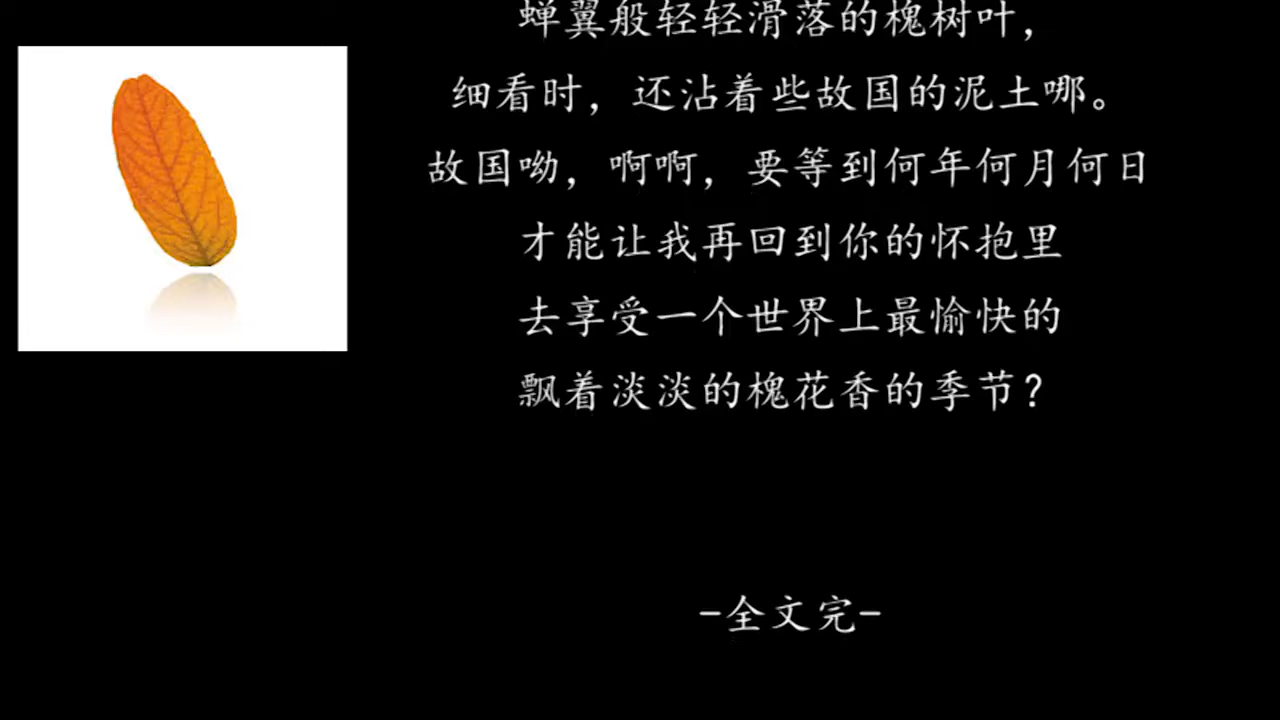 蝉翼般轻轻滑落的槐树叶，
细看时，还沾着些故国的泥土哪。
故国呦，啊啊，要等到何年何月何日
才能让我再回到你的怀抱里
去享受一个世界上最愉快的
飘着淡淡的槐花香的季节？
-全文完-